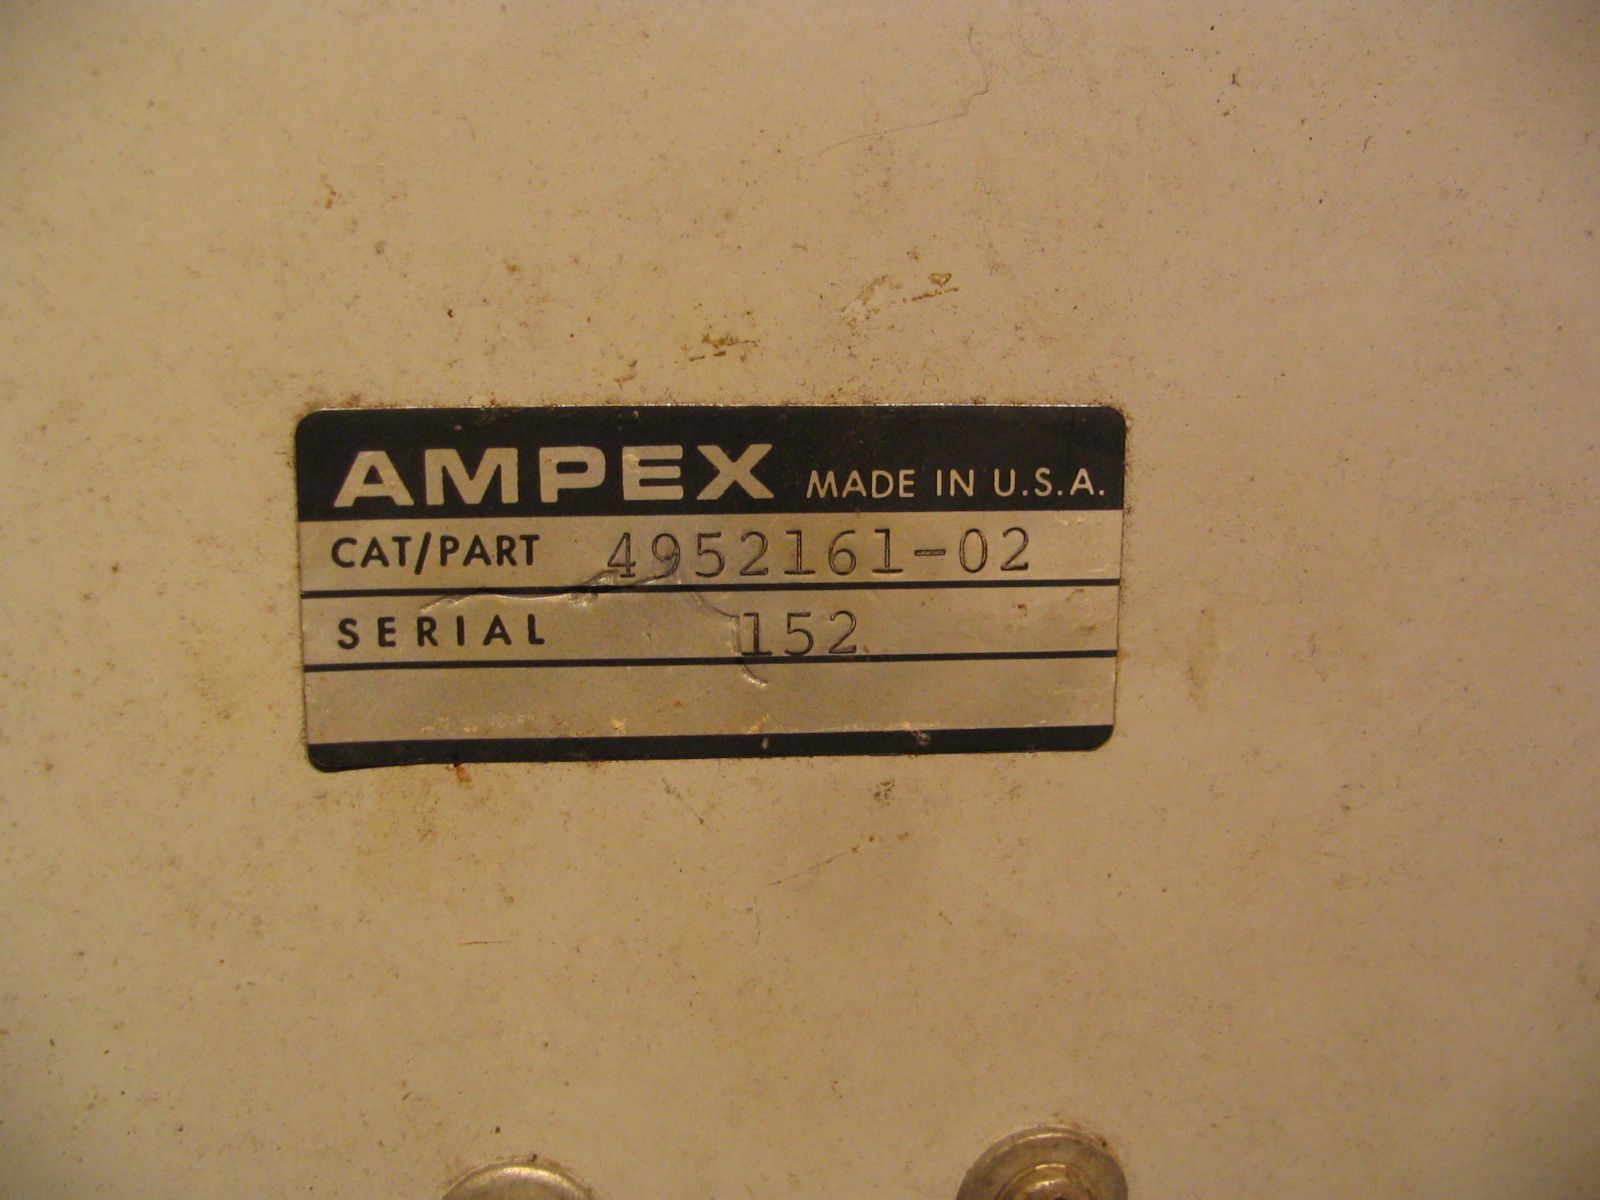 AMPEX MADE IN U.S.A.
CAT/PART 4952161-02
SERIAL 152